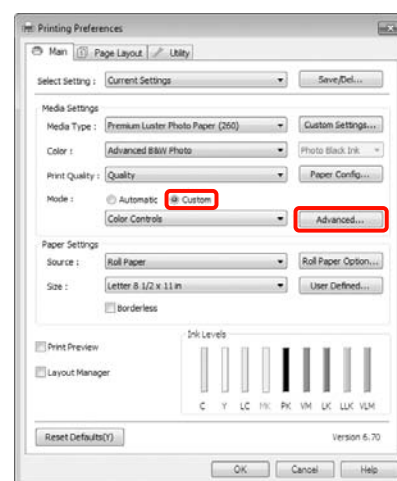 Printing Preferences
Main Page Layout Utility
Select Setting : Current Settings Save/Del...
Media Settings
Media Type : Premium Luster Photo Paper (260) Custom Settings...
Color : Advanced B&W Photo Photo Black Ink
Print Quality : Quality Paper Config...
Mode : Automatic Custom
Color Controls Advanced...
Paper Settings
Source : Roll Paper Roll Paper Option...
Size : Letter 8 1/2 x 11 in User Defined...
Borderless
Ink Levels
Print Preview
Layout Manager
C Y LC MK PK VM LK LLK VLM
Reset Defaults(Y) Version 6.70
OK Cancel Help